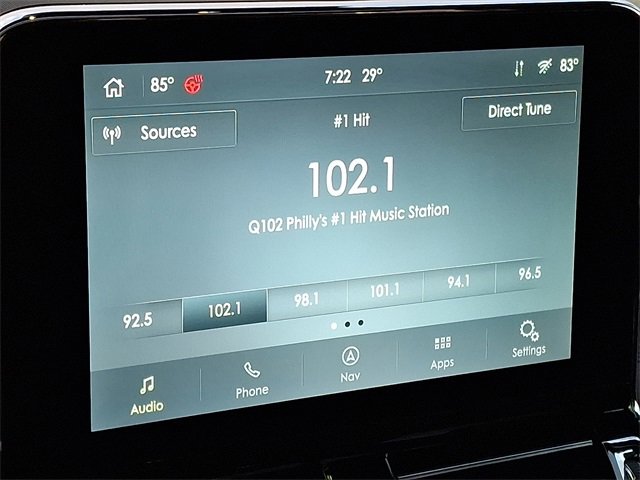 85° 7:22 29° 83°
Sources #1 Hit Direct Tune
102.1
Q102 Philly's #1 Hit Music Station
92.5 102.1 98.1 101.1 94.1 96.5
Audio Phone Nav Apps Settings